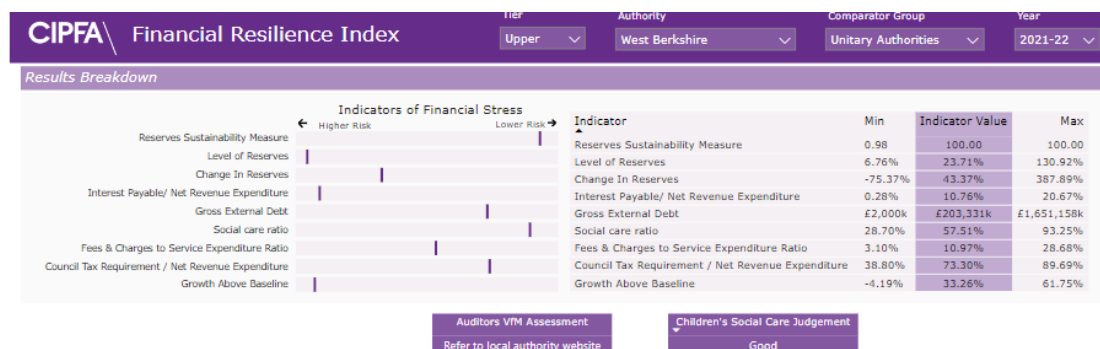 Tier Authority Comparator Group Year
CIPFA\ Financial Resilience Index Upper West Berkshire Unitary Authorities 2021-22
Results Breakdown
Indicators of Financial Stress
← Higher Risk Lower Risk →
Reserves Sustainability Measure
Level of Reserves
Change In Reserves
Interest Payable/ Net Revenue Expenditure
Gross External Debt
Social care ratio
Fees & Charges to Service Expenditure Ratio
Council Tax Requirement / Net Revenue Expenditure
Growth Above Baseline
Indicator Min Indicator Value Max
Reserves Sustainability Measure 0.98 100.00 100.00
Level of Reserves 6.76% 23.71% 130.92%
Change In Reserves -75.37% 43.37% 387.89%
Interest Payable/ Net Revenue Expenditure 0.28% 10.76% 20.67%
Gross External Debt £2,000k £203,331k £1,651,158k
Social care ratio 28.70% 57.51% 93.25%
Fees & Charges to Service Expenditure Ratio 3.10% 10.97% 28.68%
Council Tax Requirement / Net Revenue Expenditure 38.80% 73.30% 89.69%
Growth Above Baseline -4.19% 33.26% 61.75%
Auditors VfM Assessment
Refer to local authority website
Children's Social Care Judgement
Good